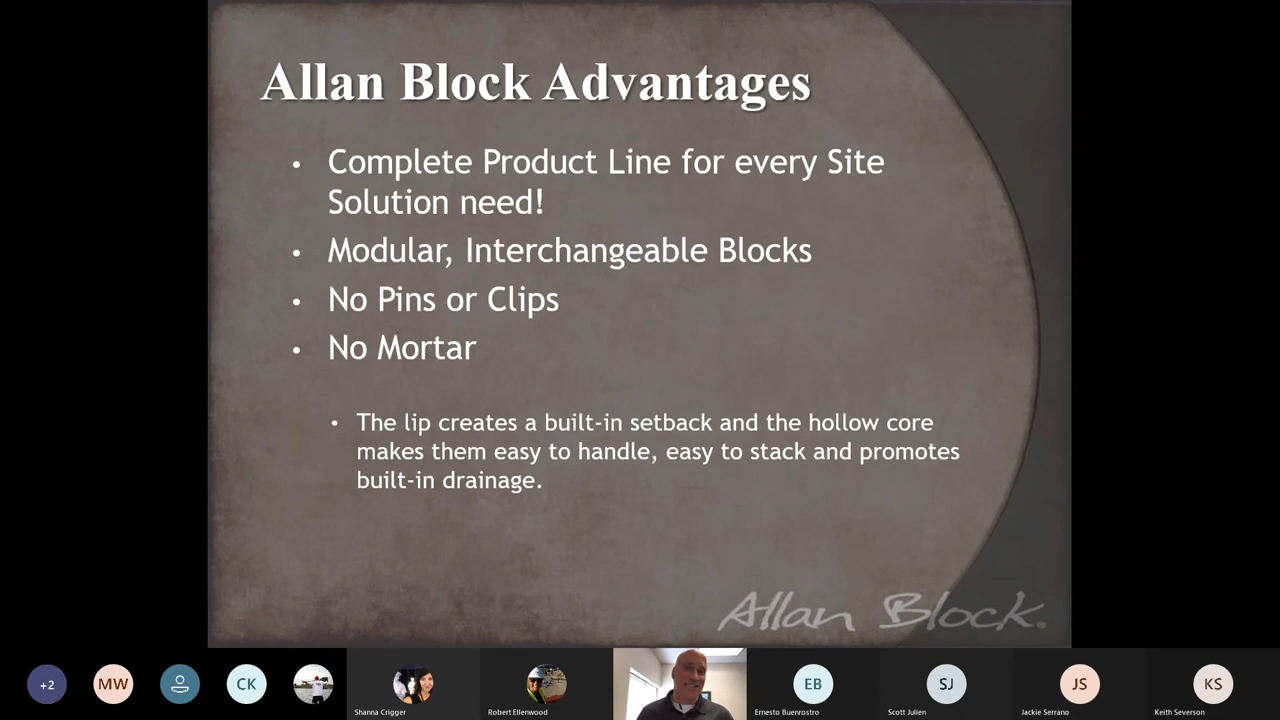 Allan Block Advantages
• Complete Product Line for every Site
Solution need!
• Modular, Interchangeable Blocks
• No Pins or Clips
• No Mortar
• The lip creates a built-in setback and the hollow core
makes them easy to handle, easy to stack and promotes
built-in drainage.
Allan Block.
+2
MW
CK
Shanna Crigger
Robert Ellenwood
EB
Ernesto Buenrostro
SJ
Scott Julien
JS
Jackie Serrano
KS
Keith Severson